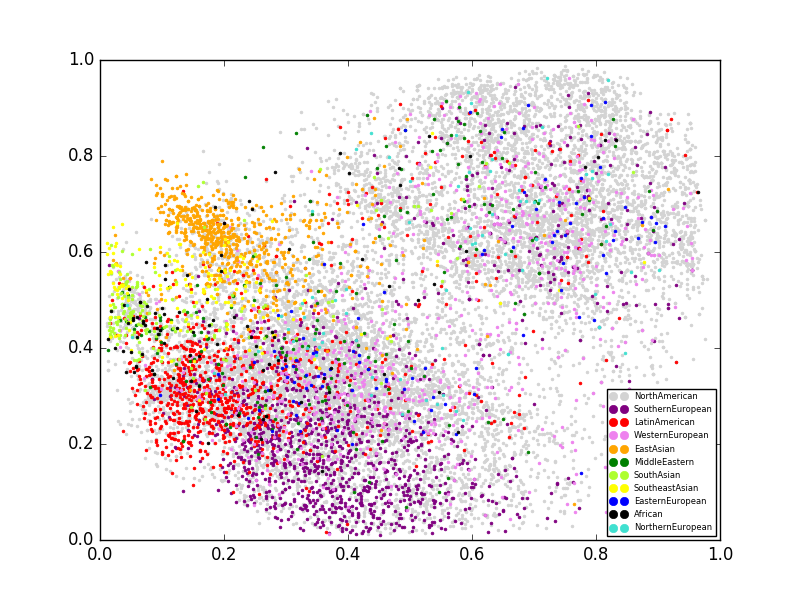 1.0
0.8
0.6
0.4
0.2
0.0
0.0 0.2 0.4 0.6 0.8 1.0
NorthAmerican
SouthernEuropean
LatinAmerican
WesternEuropean
EastAsian
MiddleEastern
SouthAsian
SoutheastAsian
EasternEuropean
African
NorthernEuropean